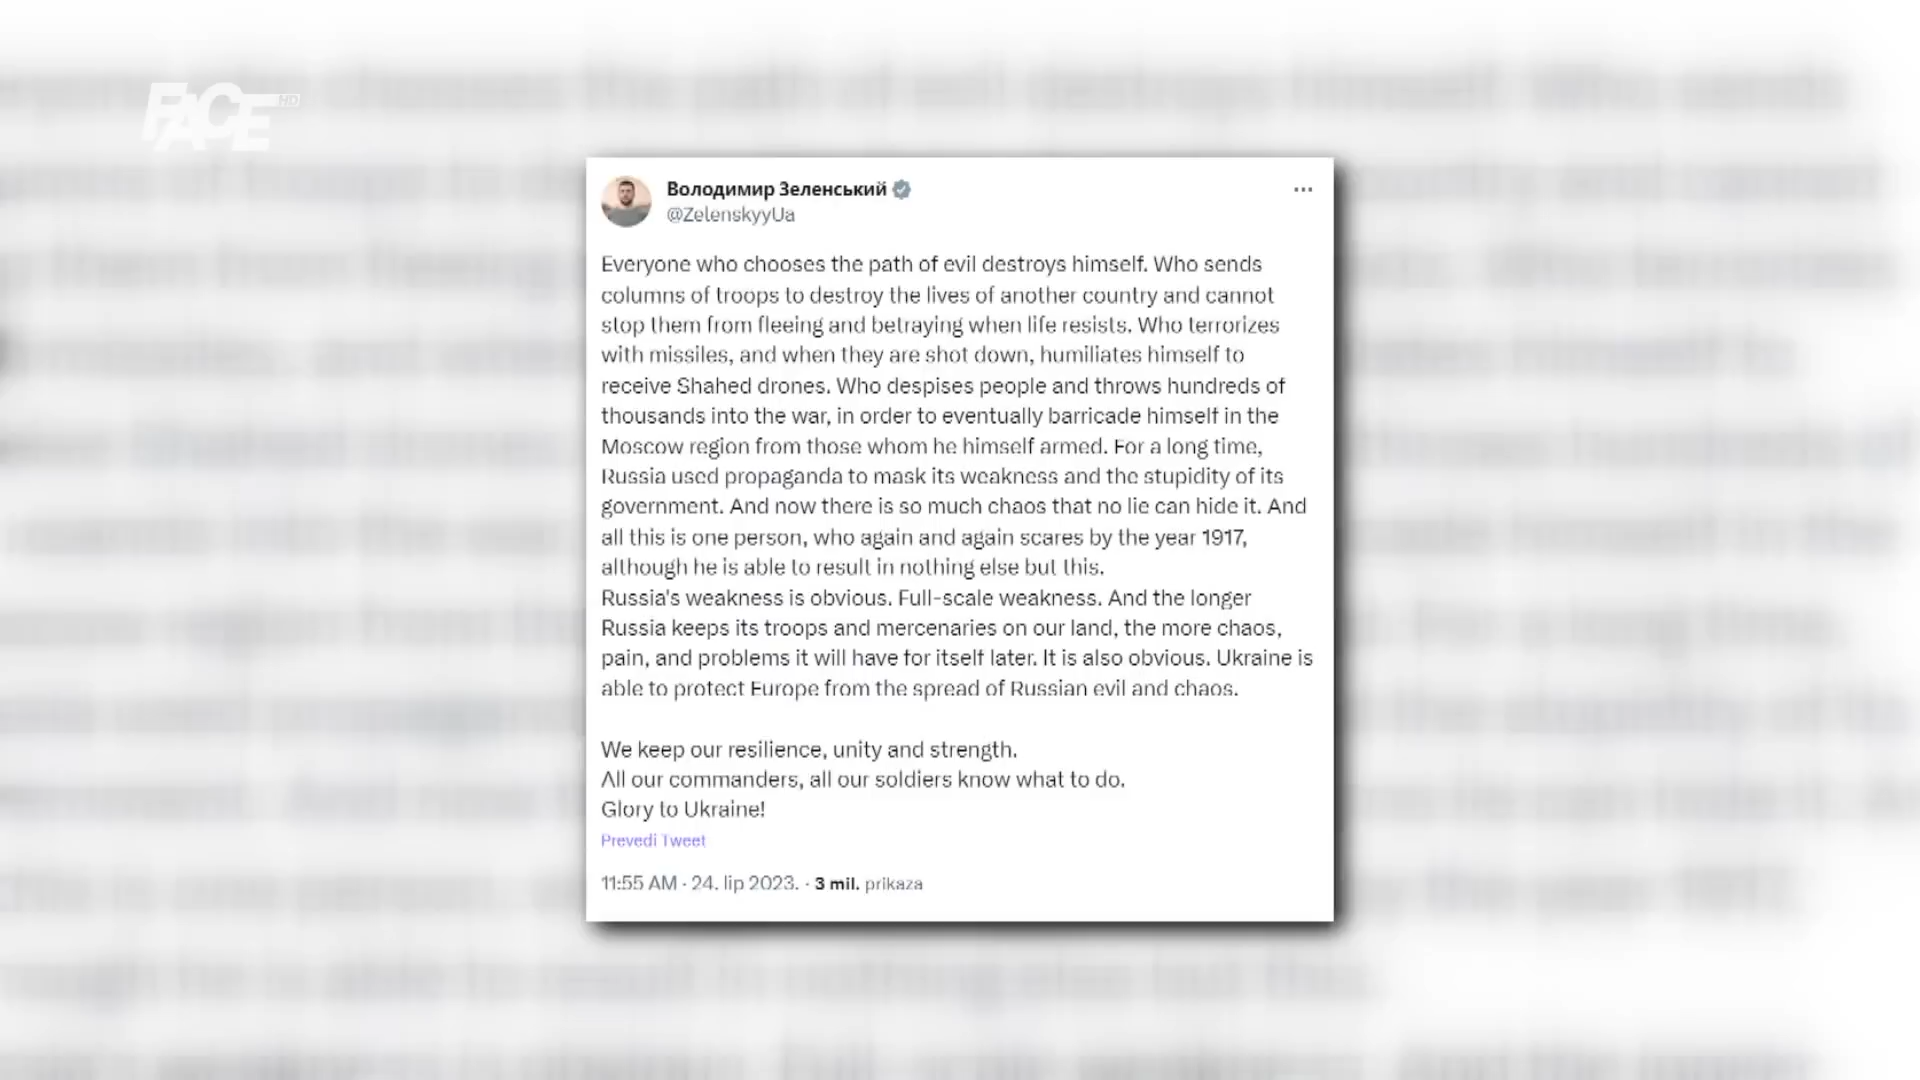 FACE HD
Володимир Зеленський
@ZelenskyyUa
Everyone who chooses the path of evil destroys himself. Who sends
columns of troops to destroy the lives of another country and cannot
stop them from fleeing and betraying when life resists. Who terrorizes
with missiles, and when they are shot down, humiliates himself to
receive Shahed drones. Who despises people and throws hundreds of
thousands into the war, in order to eventually barricade himself in the
Moscow region from those whom he himself armed. For a long time,
Russia used propaganda to mask its weakness and the stupidity of its
government. And now there is so much chaos that no lie can hide it. And
all this is one person, who again and again scares by the year 1917,
although he is able to result in nothing else but this.
Russia's weakness is obvious. Full-scale weakness. And the longer
Russia keeps its troops and mercenaries on our land, the more chaos,
pain, and problems it will have for itself later. It is also obvious. Ukraine is
able to protect Europe from the spread of Russian evil and chaos.
We keep our resilience, unity and strength.
All our commanders, all our soldiers know what to do.
Glory to Ukraine!
Prevedi Tweet
11:55 AM · 24. lip 2023. · 3 mil. prikaza